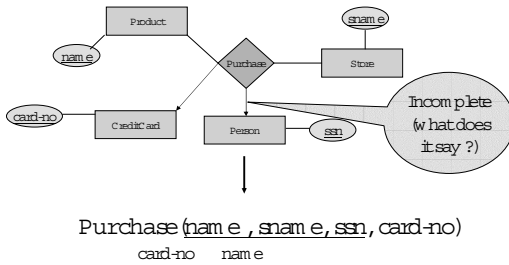 Product
sname
name
Purchase
Store
card-no
CreditCard
Person
ssn
Incomplete
(what does
it say ?)
Purchase(name , sname, ssn, card-no)
card-no name